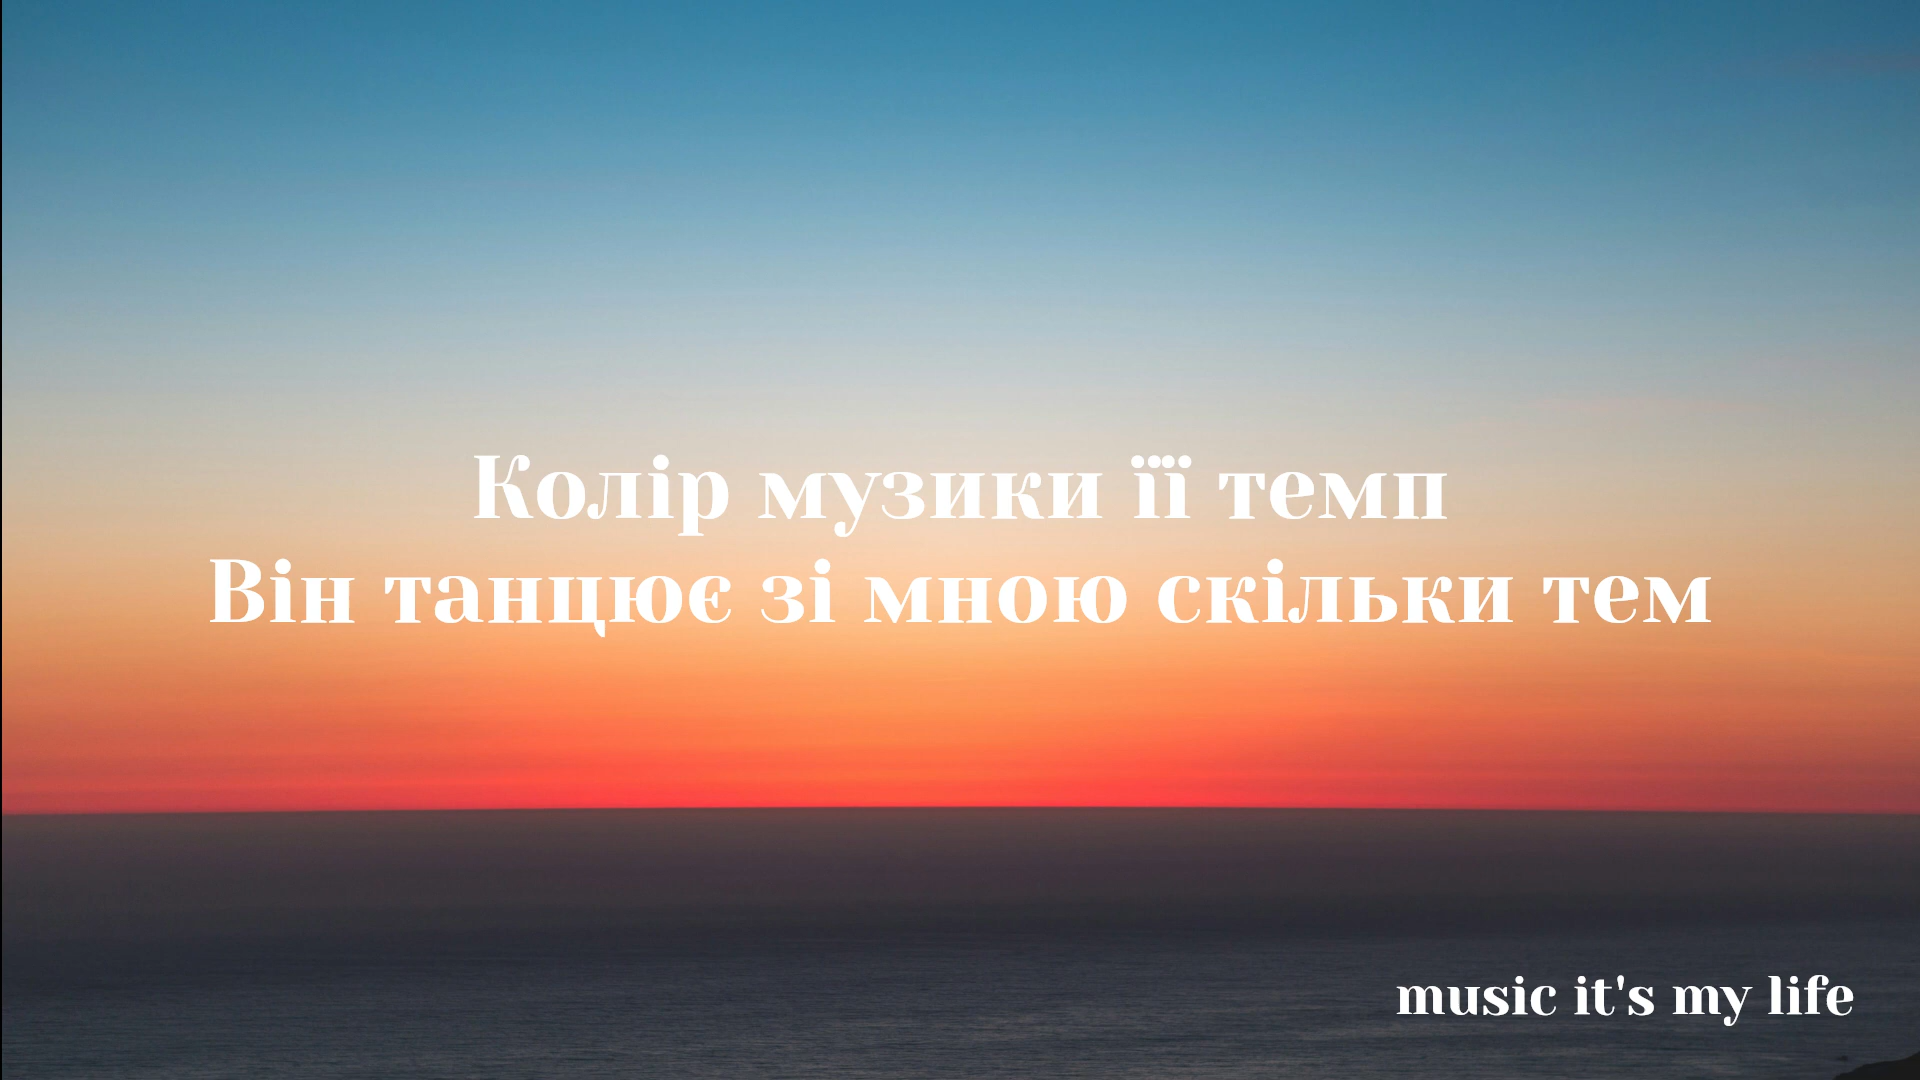 Колір музики її темп
Він танцює зі мною скільки тем
music it's my life